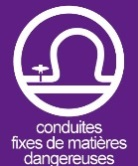 conduites
fixes de matières
dangereuses